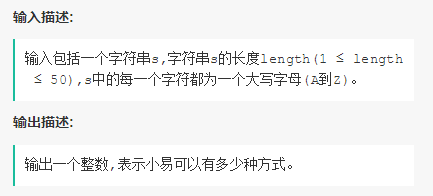 输入描述:
输入包括一个字符串s,字符串s的长度length(1 ≤ length
≤ 50),s中的每一个字符都为一个大写字母(A到Z)。
输出描述:
输出一个整数,表示小易可以有多少种方式。